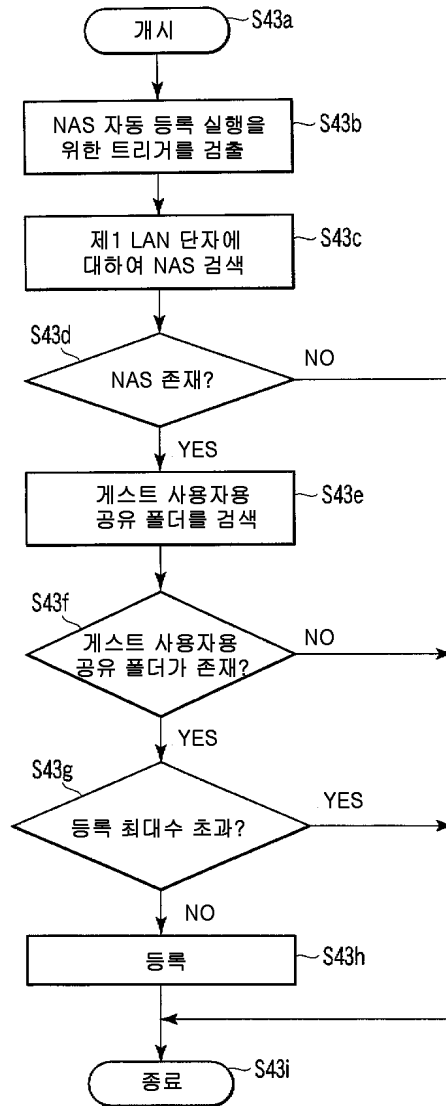 개시
S43a
NAS 자동 등록 실행을
위한 트리거를 검출
S43b
제1 LAN 단자에
대하여 NAS 검색
S43c
S43d
NAS 존재?
NO
YES
게스트 사용자용
공유 폴더를 검색
S43e
S43f
게스트 사용자용
공유 폴더가 존재?
NO
YES
S43g
등록 최대수 초과?
YES
NO
등록
S43h
종료
S43i